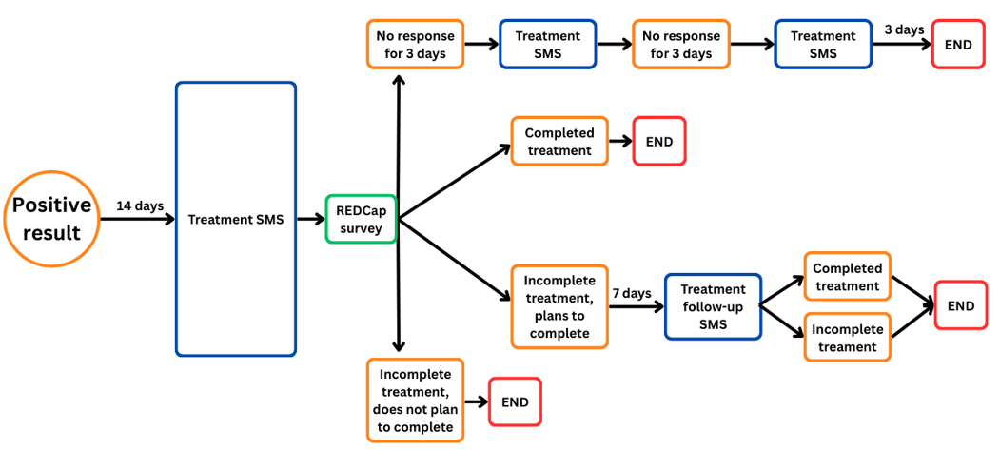 No response
for 3 days
Treatment
SMS
No response
for 3 days
Treatment
SMS
3 days
END
Completed
treatment
END
Positive
result
14 days
Treatment SMS
REDCap
survey
Incomplete
treatment,
plans to
complete
7 days
Treatment
follow-up
SMS
Completed
treatment
Incomplete
treament
END
Incomplete
treatment,
does not plan
to complete
END